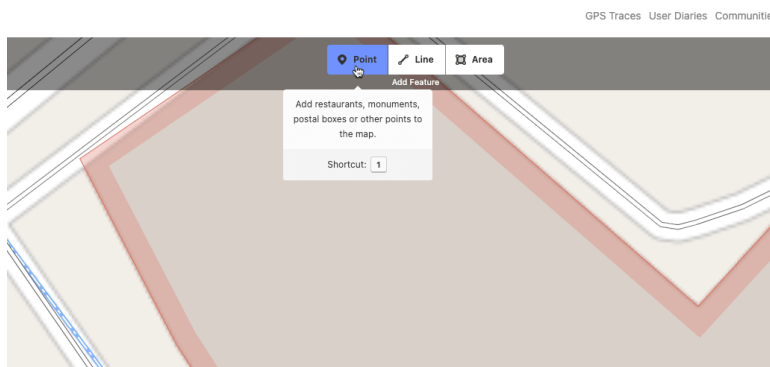 GPS Traces User Diaries
Point Line Area
Add Feature
Add restaurants, monuments,
postal boxes or other points to
the map.
Shortcut: 1